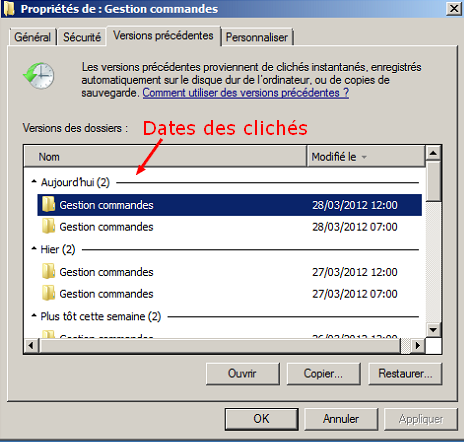 Propriétés de : Gestion commandes
Général Sécurité Versions précédentes Personnaliser
Les versions précédentes proviennent de clichés instantanés, enregistrés
automatiquement sur le disque dur de l'ordinateur, ou de copies de
sauvegarde. Comment utiliser des versions précédentes ?
Versions des dossiers : Dates des clichés
Nom Modifié le
Aujourd'hui (2)
Gestion commandes 28/03/2012 12:00
Gestion commandes 28/03/2012 07:00
Hier (2)
Gestion commandes 27/03/2012 12:00
Gestion commandes 27/03/2012 07:00
Plus tôt cette semaine (2)
Ouvrir Copier... Restaurer...
OK Annuler Appliquer